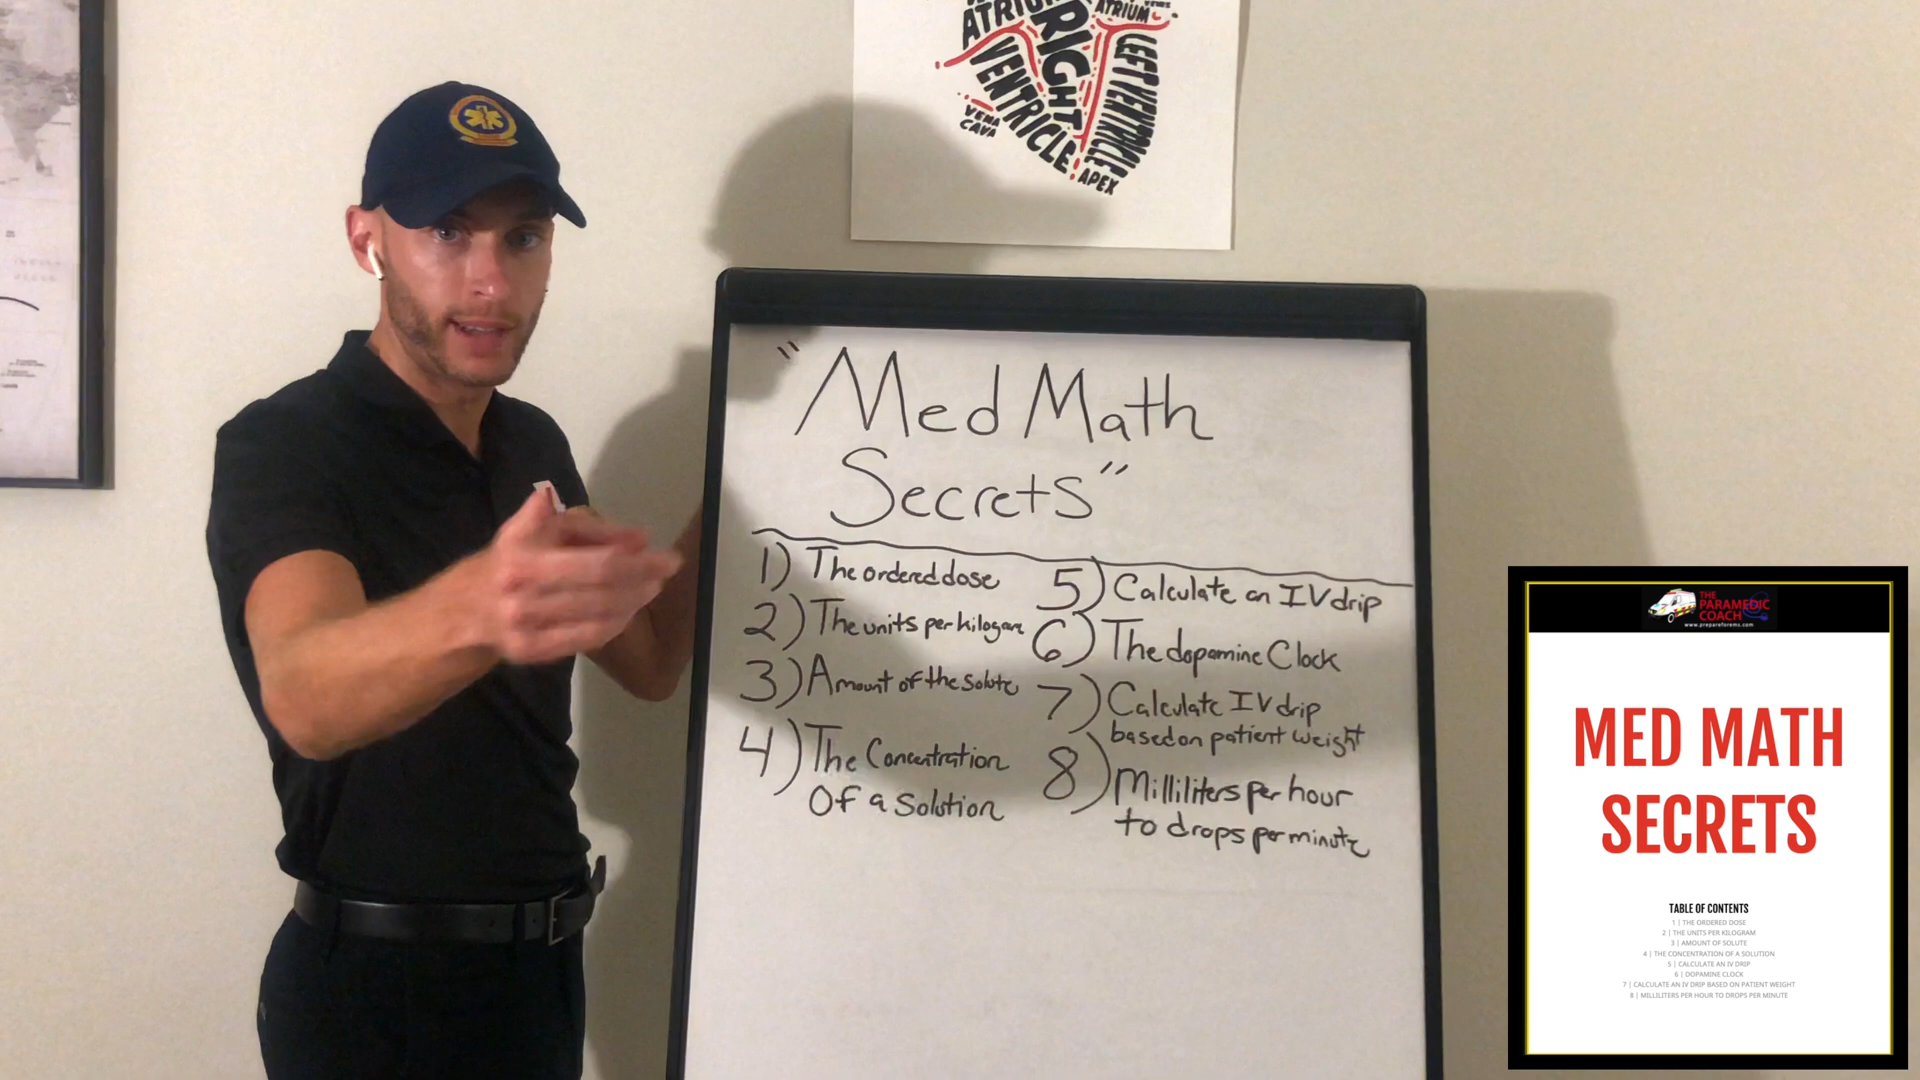 ATRIUM
ATRIUM
RIGHT
VENTRICLE
LEFT VENTRICLE
VENA
CAVA
APEX
"Med Math
Secrets"
1) The ordered dose
2) The units per kilogram
3) Amount of the solute
4) The Concentration
Of a solution
5) Calculate an IV drip
6) The dopamine Clock
7) Calculate IV drip
based on patient weight
8) Milliliters per hour
to drops per minute
THE
PARAMEDIC
COACH
www.prepareforems.com
MED MATH
SECRETS
TABLE OF CONTENTS
1 | THE ORDERED DOSE
2 | THE UNITS PER KILOGRAM
3 | AMOUNT OF SOLUTE
4 | THE CONCENTRATION OF A SOLUTION
5 | CALCULATE AN IV DRIP
6 | DOPAMINE CLOCK
7 | CALCULATE AN IV DRIP BASED ON PATIENT WEIGHT
8 | MILLILITERS PER HOUR TO DROPS PER MINUTE